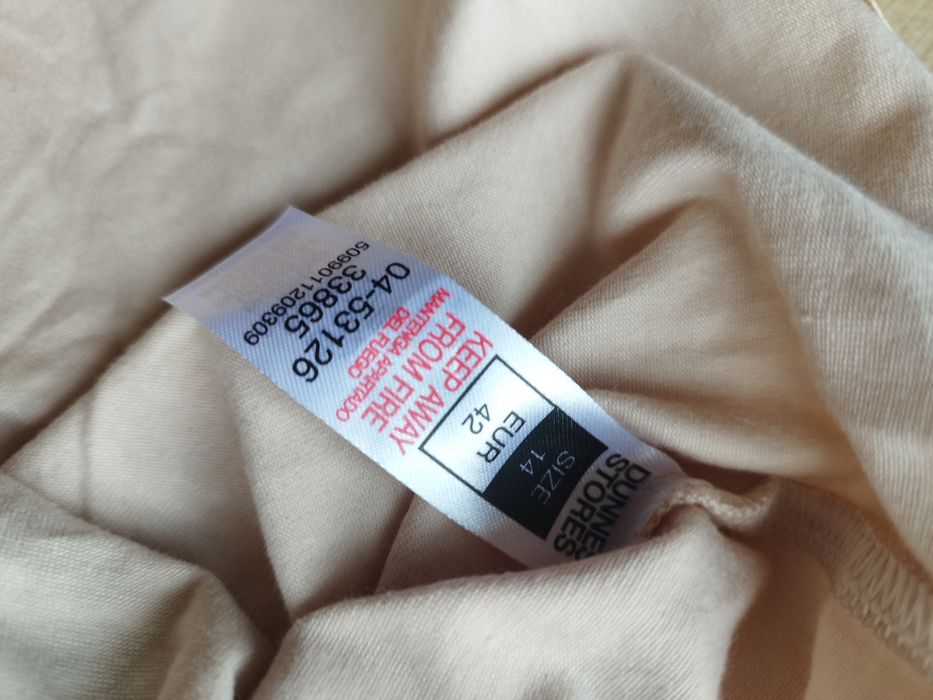 DUNNES
STORES
SIZE
14
EUR
42
KEEP AWAY
FROM FIRE
MANTENGA APARTADO
DEL FUEGO
04-53126
33865
5099011209309